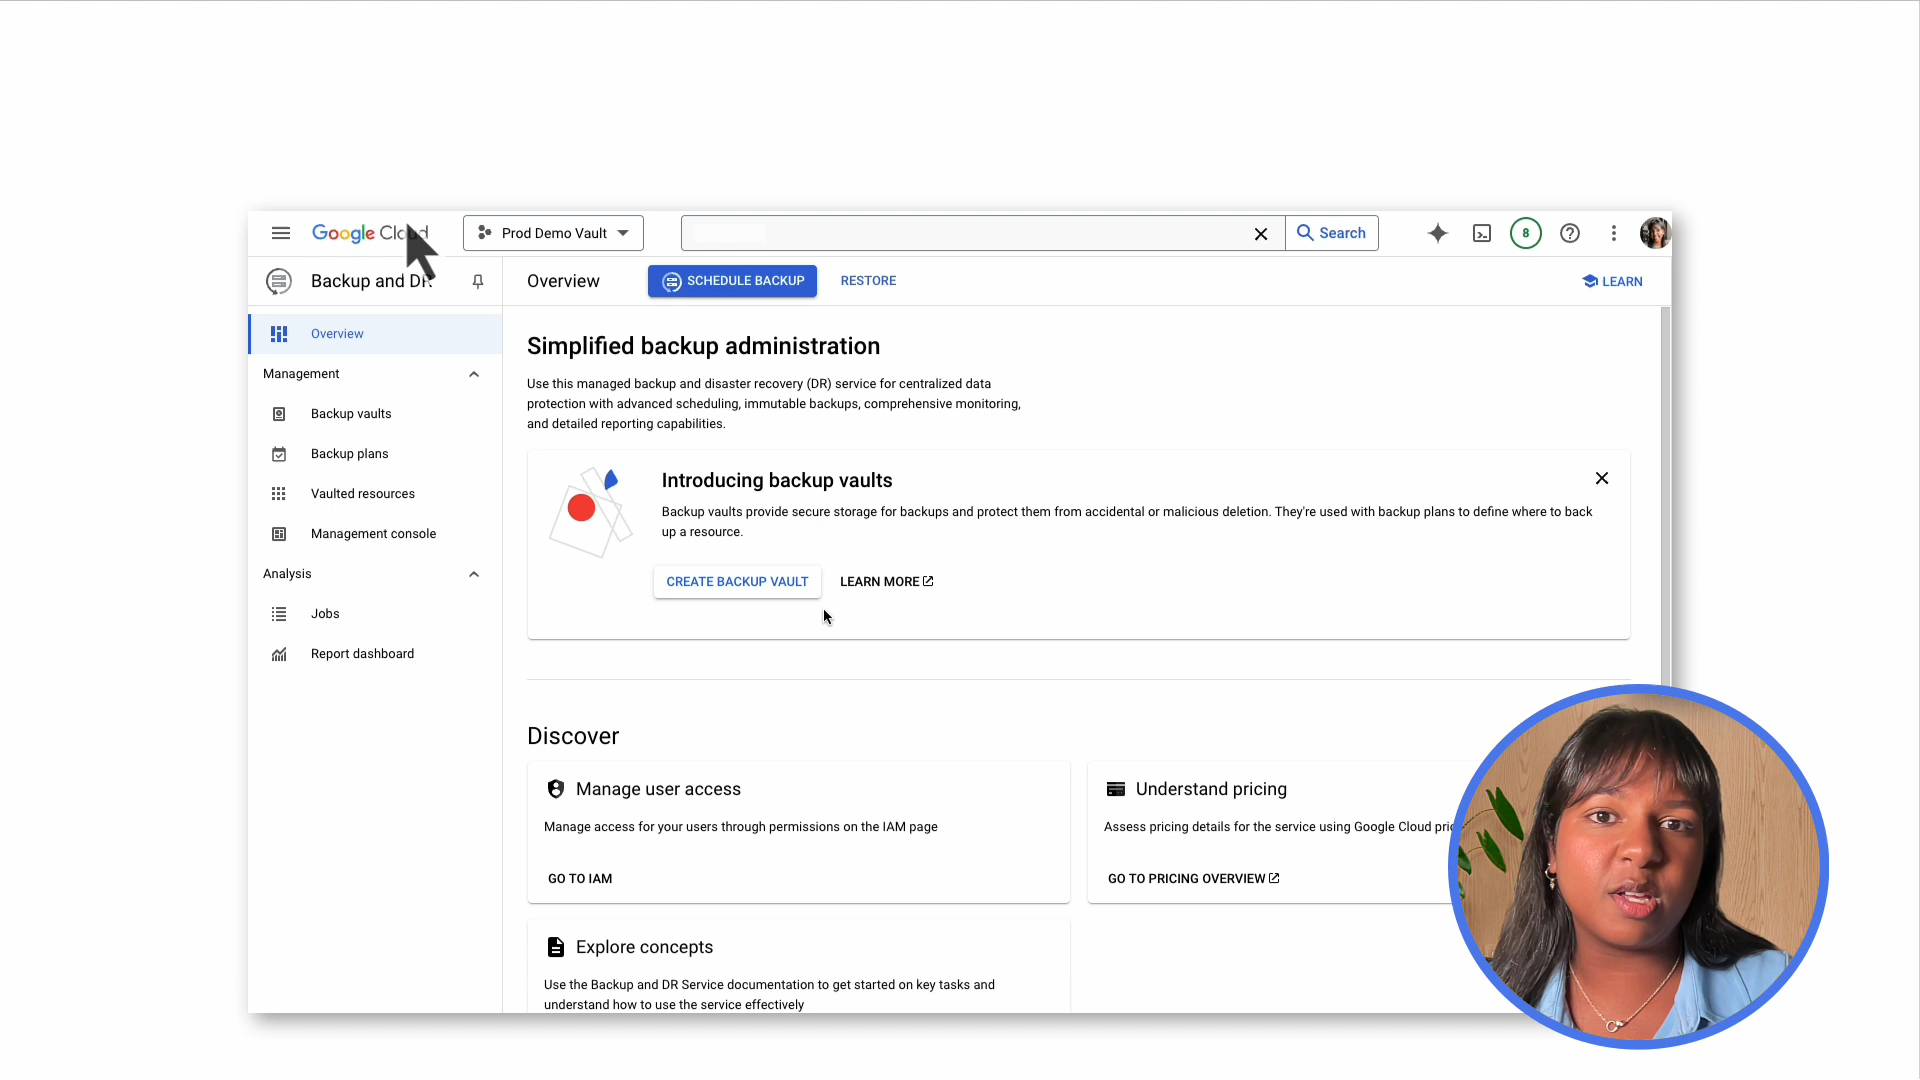 Google Cloud
Prod Demo Vault
Search
8
Backup and DR
Overview
SCHEDULE BACKUP
RESTORE
LEARN
Overview
Management
Backup vaults
Backup plans
Vaulted resources
Management console
Analysis
Jobs
Report dashboard
Simplified backup administration
Use this managed backup and disaster recovery (DR) service for centralized data
protection with advanced scheduling, immutable backups, comprehensive monitoring,
and detailed reporting capabilities.
Introducing backup vaults
Backup vaults provide secure storage for backups and protect them from accidental or malicious deletion. They're used with backup plans to define where to back
up a resource.
CREATE BACKUP VAULT
LEARN MORE
Discover
Manage user access
Manage access for your users through permissions on the IAM page
GO TO IAM
Understand pricing
Assess pricing details for the service using Google Cloud
GO TO PRICING OVERVIEW
Explore concepts
Use the Backup and DR Service documentation to get started on key tasks and
understand how to use the service effectively